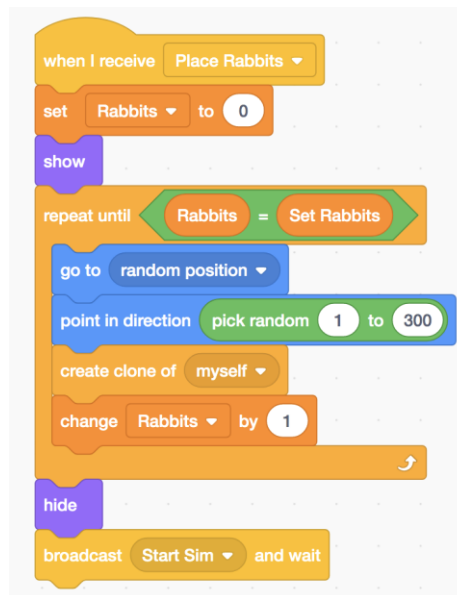 when I receive Place Rabbits
set Rabbits to 0
show
repeat until Rabbits = Set Rabbits
go to random position
point in direction pick random 1 to 300
create clone of myself
change Rabbits by 1
hide
broadcast Start Sim and wait